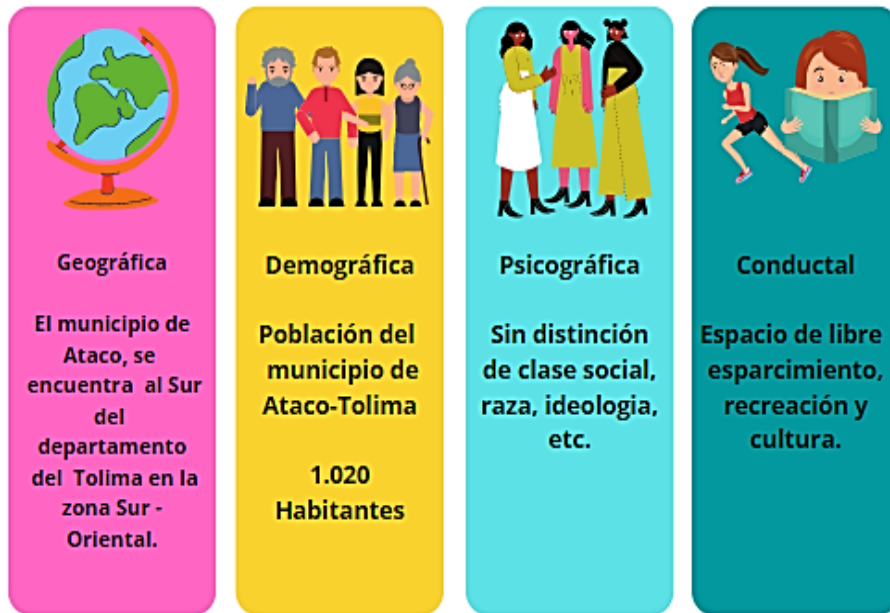 Geográfica
El municipio de
Ataco, se
encuentra al Sur
del
departamento
del Tolima en la
zona Sur -
Oriental.
Demográfica
Población del
municipio de
Ataco-Tolima
1.020
Habitantes
Psicográfica
Sin distinción
de clase social,
raza, ideologia,
etc.
Conductal
Espacio de libre
esparcimiento,
recreación y
cultura.